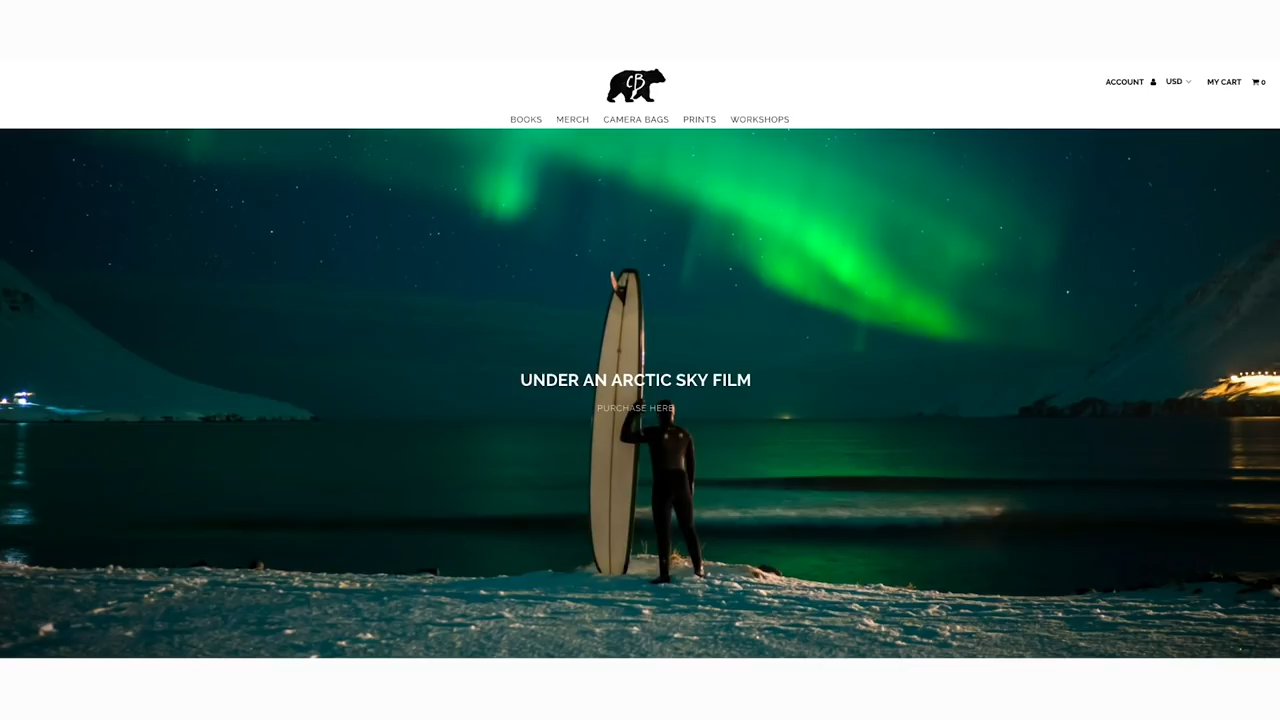 CB
ACCOUNT USD MY CART 0
BOOKS MERCH CAMERA BAGS PRINTS WORKSHOPS
UNDER AN ARCTIC SKY FILM
PURCHASE HERE